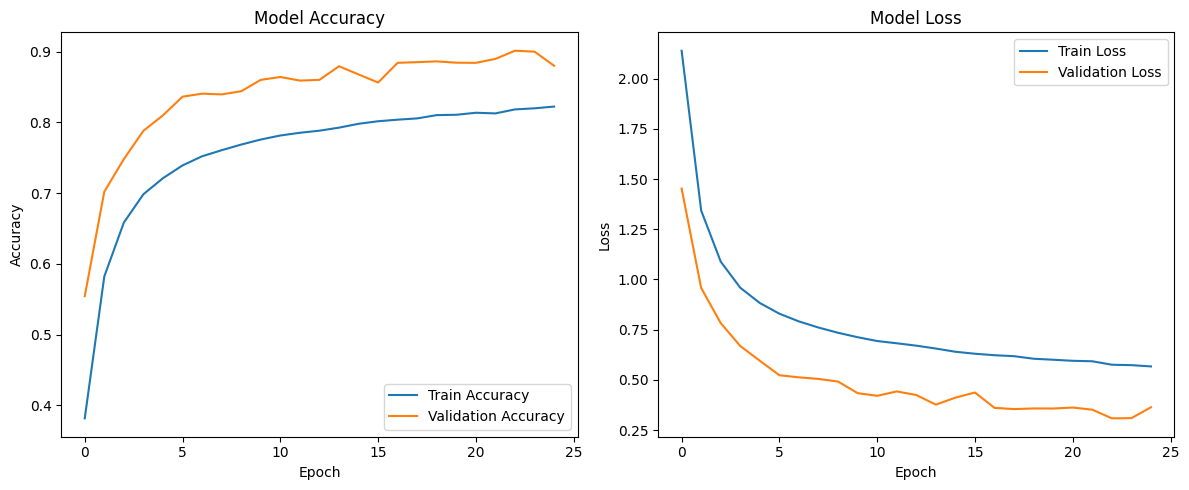 Model Accuracy
Accuracy
0.9
0.8
0.7
0.6
0.5
0.4
0
5
10
15
20
25
Epoch
Train Accuracy
Validation Accuracy
Model Loss
Loss
2.00
1.75
1.50
1.25
1.00
0.75
0.50
0.25
0
5
10
15
20
25
Epoch
Train Loss
Validation Loss